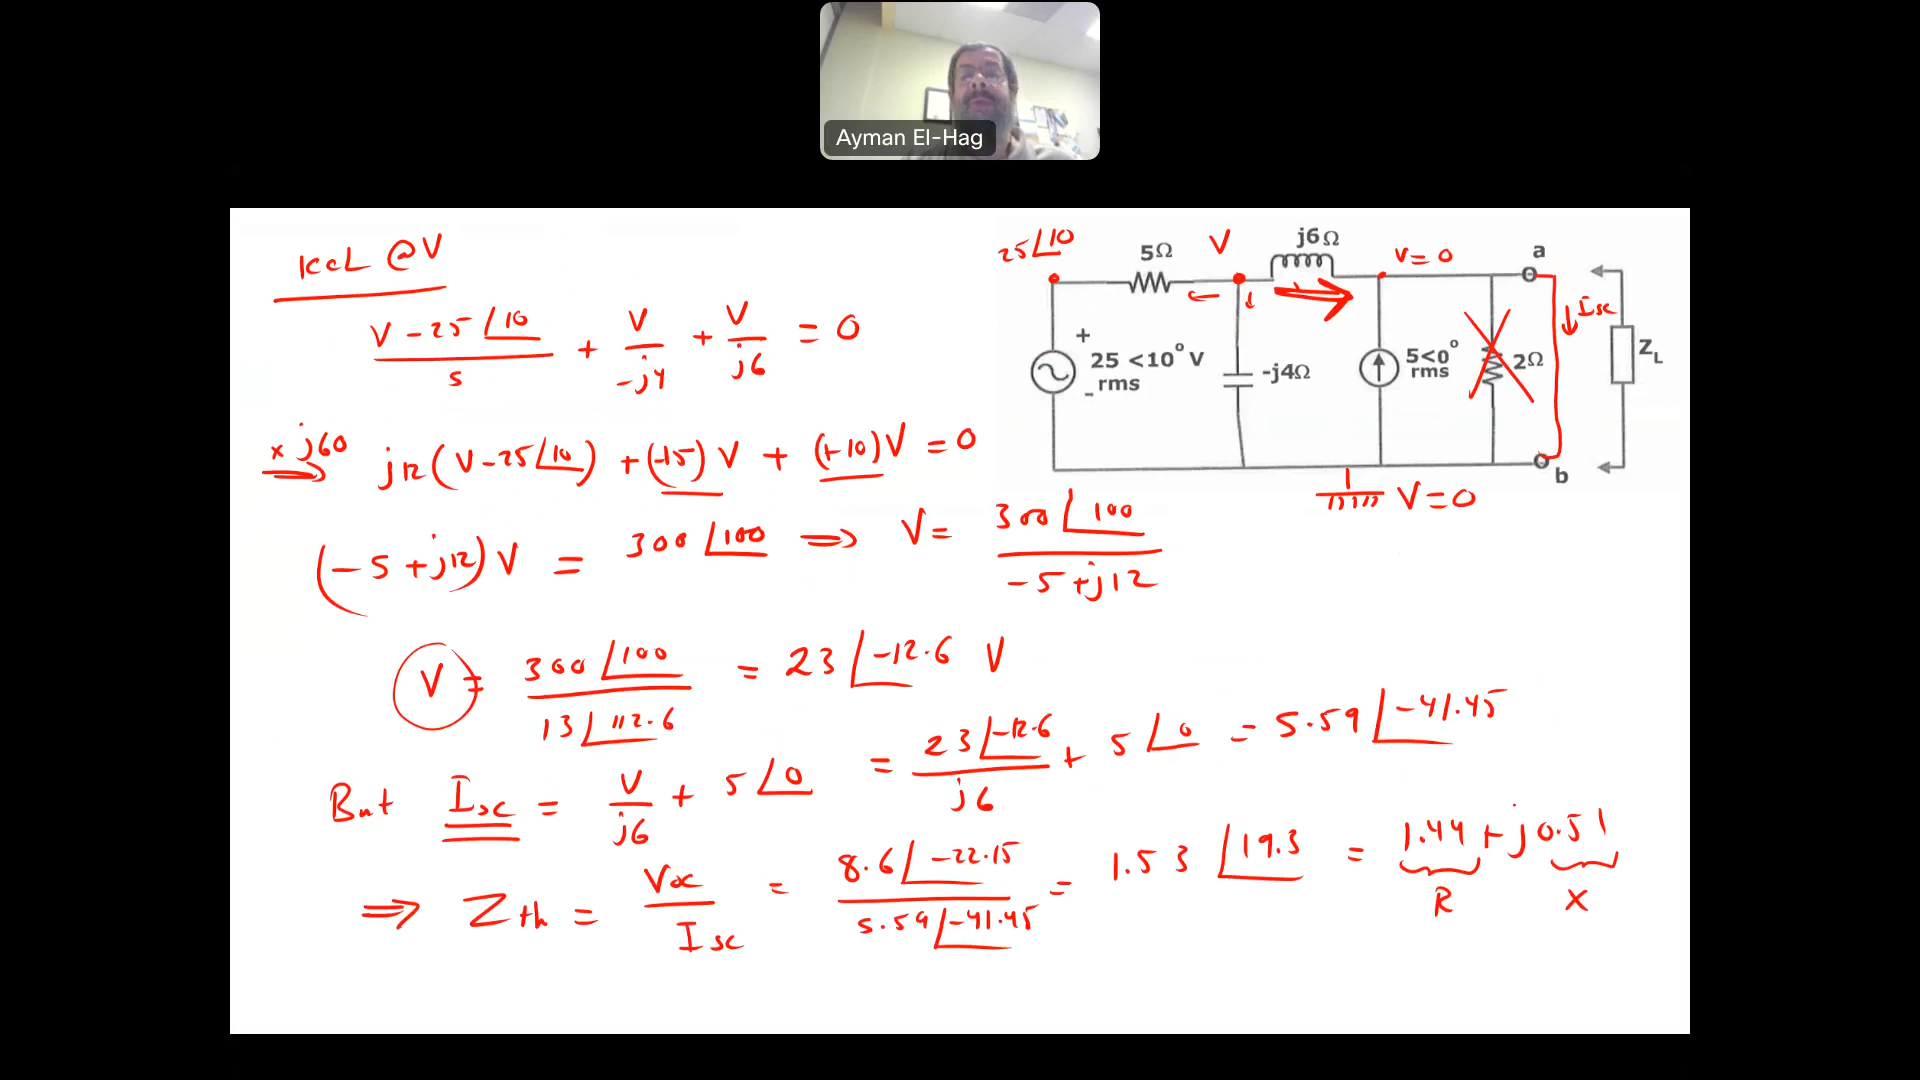 Ayman El-Hag
KCL @V
(V - 25∠10)/5 + V/(-j4) + V/(j6) = 0
× j60 ⟹ j12(V - 25∠10) + (-15)V + (+10)V = 0
(-5 + j12)V = 300∠100 ⟹ V = 300∠100/(-5 + j12)
V = 300∠100/13∠112.6 = 23∠-12.6 V
But Isc = V/j6 + 5∠0 = 23∠-12.6/j6 + 5∠0 = 5.59∠-41.45
⟹ Zth = Voc/Isc = 8.6∠-22.15/5.59∠-41.45 = 1.53∠19.3 = 1.44 + j0.51
R X
25∠10 5Ω V j6Ω V=0 a
Isc
+ 25 <10° V rms -
-j4Ω
5<0° rms
2Ω
ZL
b
V=0